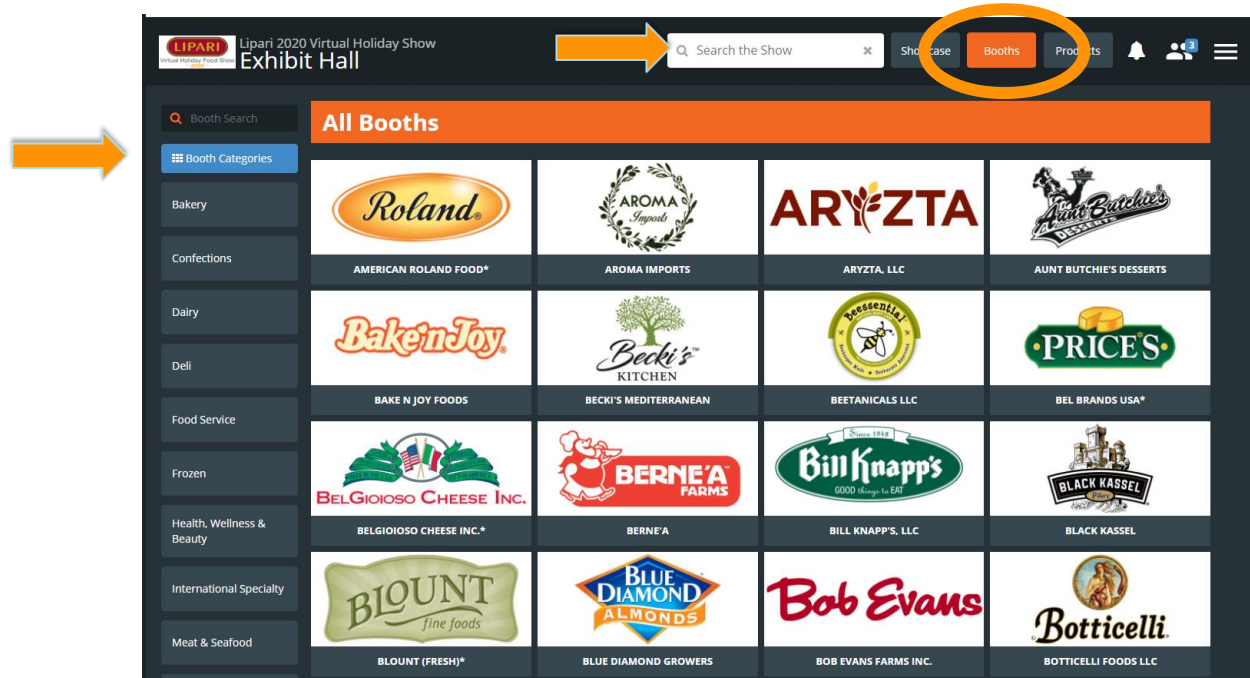 LIPARI
Virtual Holiday Food Show
2020
Lipari 2020 Virtual Holiday Show
Exhibit Hall
Search the Show
Showcase
Booths
Products
3
Booth Search
Booth Categories
Bakery
Confections
Dairy
Deli
Food Service
Frozen
Health, Wellness &
Beauty
International Specialty
Meat & Seafood
All Booths
Roland®
AROMA
Imports
ARYZTA
Aunt Butchie's
DESSERTS
AMERICAN ROLAND FOOD*
AROMA IMPORTS
ARYZTA, LLC
AUNT BUTCHIE'S DESSERTS
Bake'n Joy.
Becki's™
KITCHEN
Beessential
PRICE'S
BAKE N JOY FOODS
BECKI'S MEDITERRANEAN
BEETANICALS LLC
BEL BRANDS USA*
BELGIOIOSO CHEESE INC.
BERNE'A
FARMS
Since 1948
Bill Knapp's
GOOD things to EAT
BLACK KASSEL
BELGIOIOSO CHEESE INC.*
BERNE'A
BILL KNAPP'S, LLC
BLACK KASSEL
BLOUNT
fine foods
BLUE
DIAMOND
ALMONDS
Bob Evans
Botticelli
BLOUNT (FRESH)*
BLUE DIAMOND GROWERS
BOB EVANS FARMS INC.
BOTTICELLI FOODS LLC